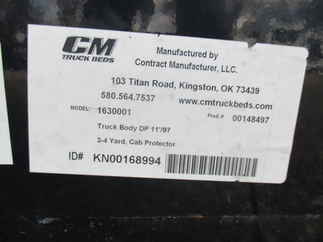 CM
TRUCK BEDS
Manufactured by
Contract Manufacturer, LLC.
103 Titan Road, Kingston, OK 73439
580.564.7537 www.cmtruckbeds.com
MODEL: 1630001 Prod.# 00148497
Truck Body DP 11'/97
2-4 Yard, Cab Protector
ID# KN00168994